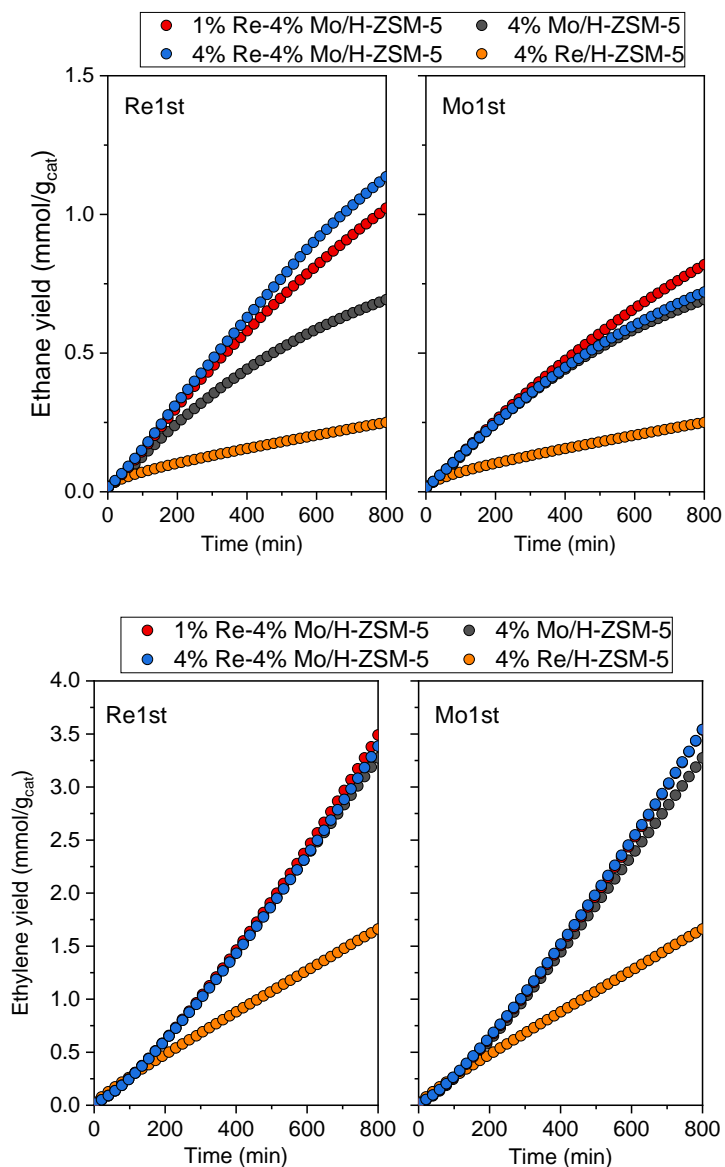 1% Re-4% Mo/H-ZSM-5 4% Mo/H-ZSM-5
4% Re-4% Mo/H-ZSM-5 4% Re/H-ZSM-5
Re1st
Mo1st
Ethane yield (mmol/g_cat)
1.5
1.0
0.5
0.0
0 200 400 600 800 0 200 400 600 800
Time (min) Time (min)
1% Re-4% Mo/H-ZSM-5 4% Mo/H-ZSM-5
4% Re-4% Mo/H-ZSM-5 4% Re/H-ZSM-5
Re1st
Mo1st
Ethylene yield (mmol/g_cat)
4.0
3.5
3.0
2.5
2.0
1.5
1.0
0.5
0.0
0 200 400 600 800 0 200 400 600 800
Time (min) Time (min)